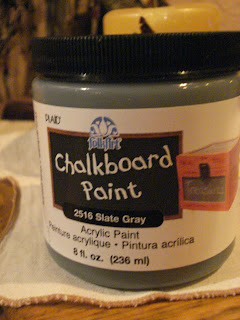 PLAID
FolkArt
Chalkboard
Paint
2516 Slate Gray
Acrylic Paint
Peinture acrylique • Pintura acrílica
8 fl. oz. (236 ml)